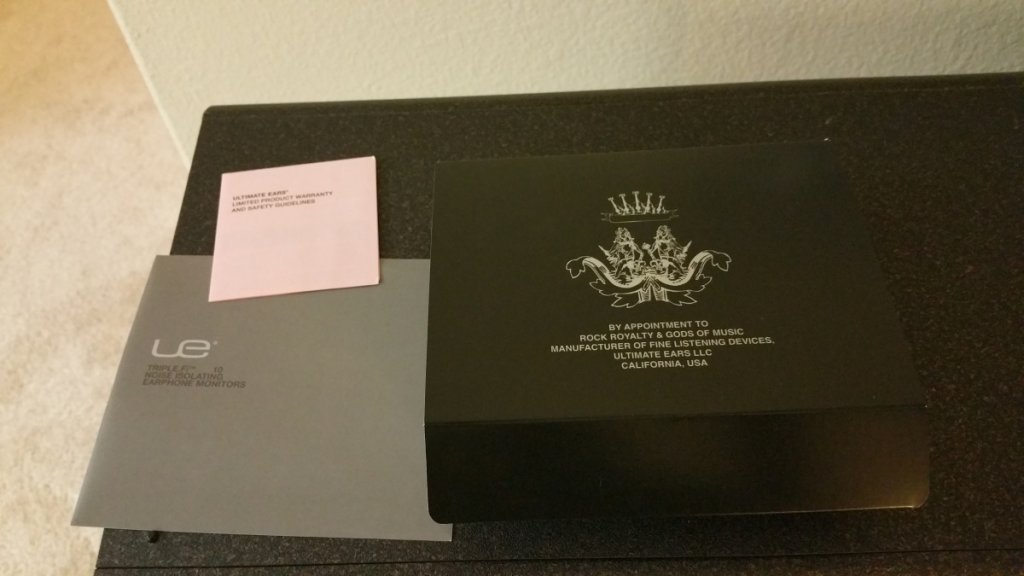 ULTIMATE EARS™
LIMITED PRODUCT WARRANTY
AND SAFETY GUIDELINES
ue®
TRIPLE.FI™ 10
NOISE ISOLATING
EARPHONE MONITORS
BY APPOINTMENT TO
ROCK ROYALTY & GODS OF MUSIC
MANUFACTURER OF FINE LISTENING DEVICES,
ULTIMATE EARS LLC
CALIFORNIA, USA